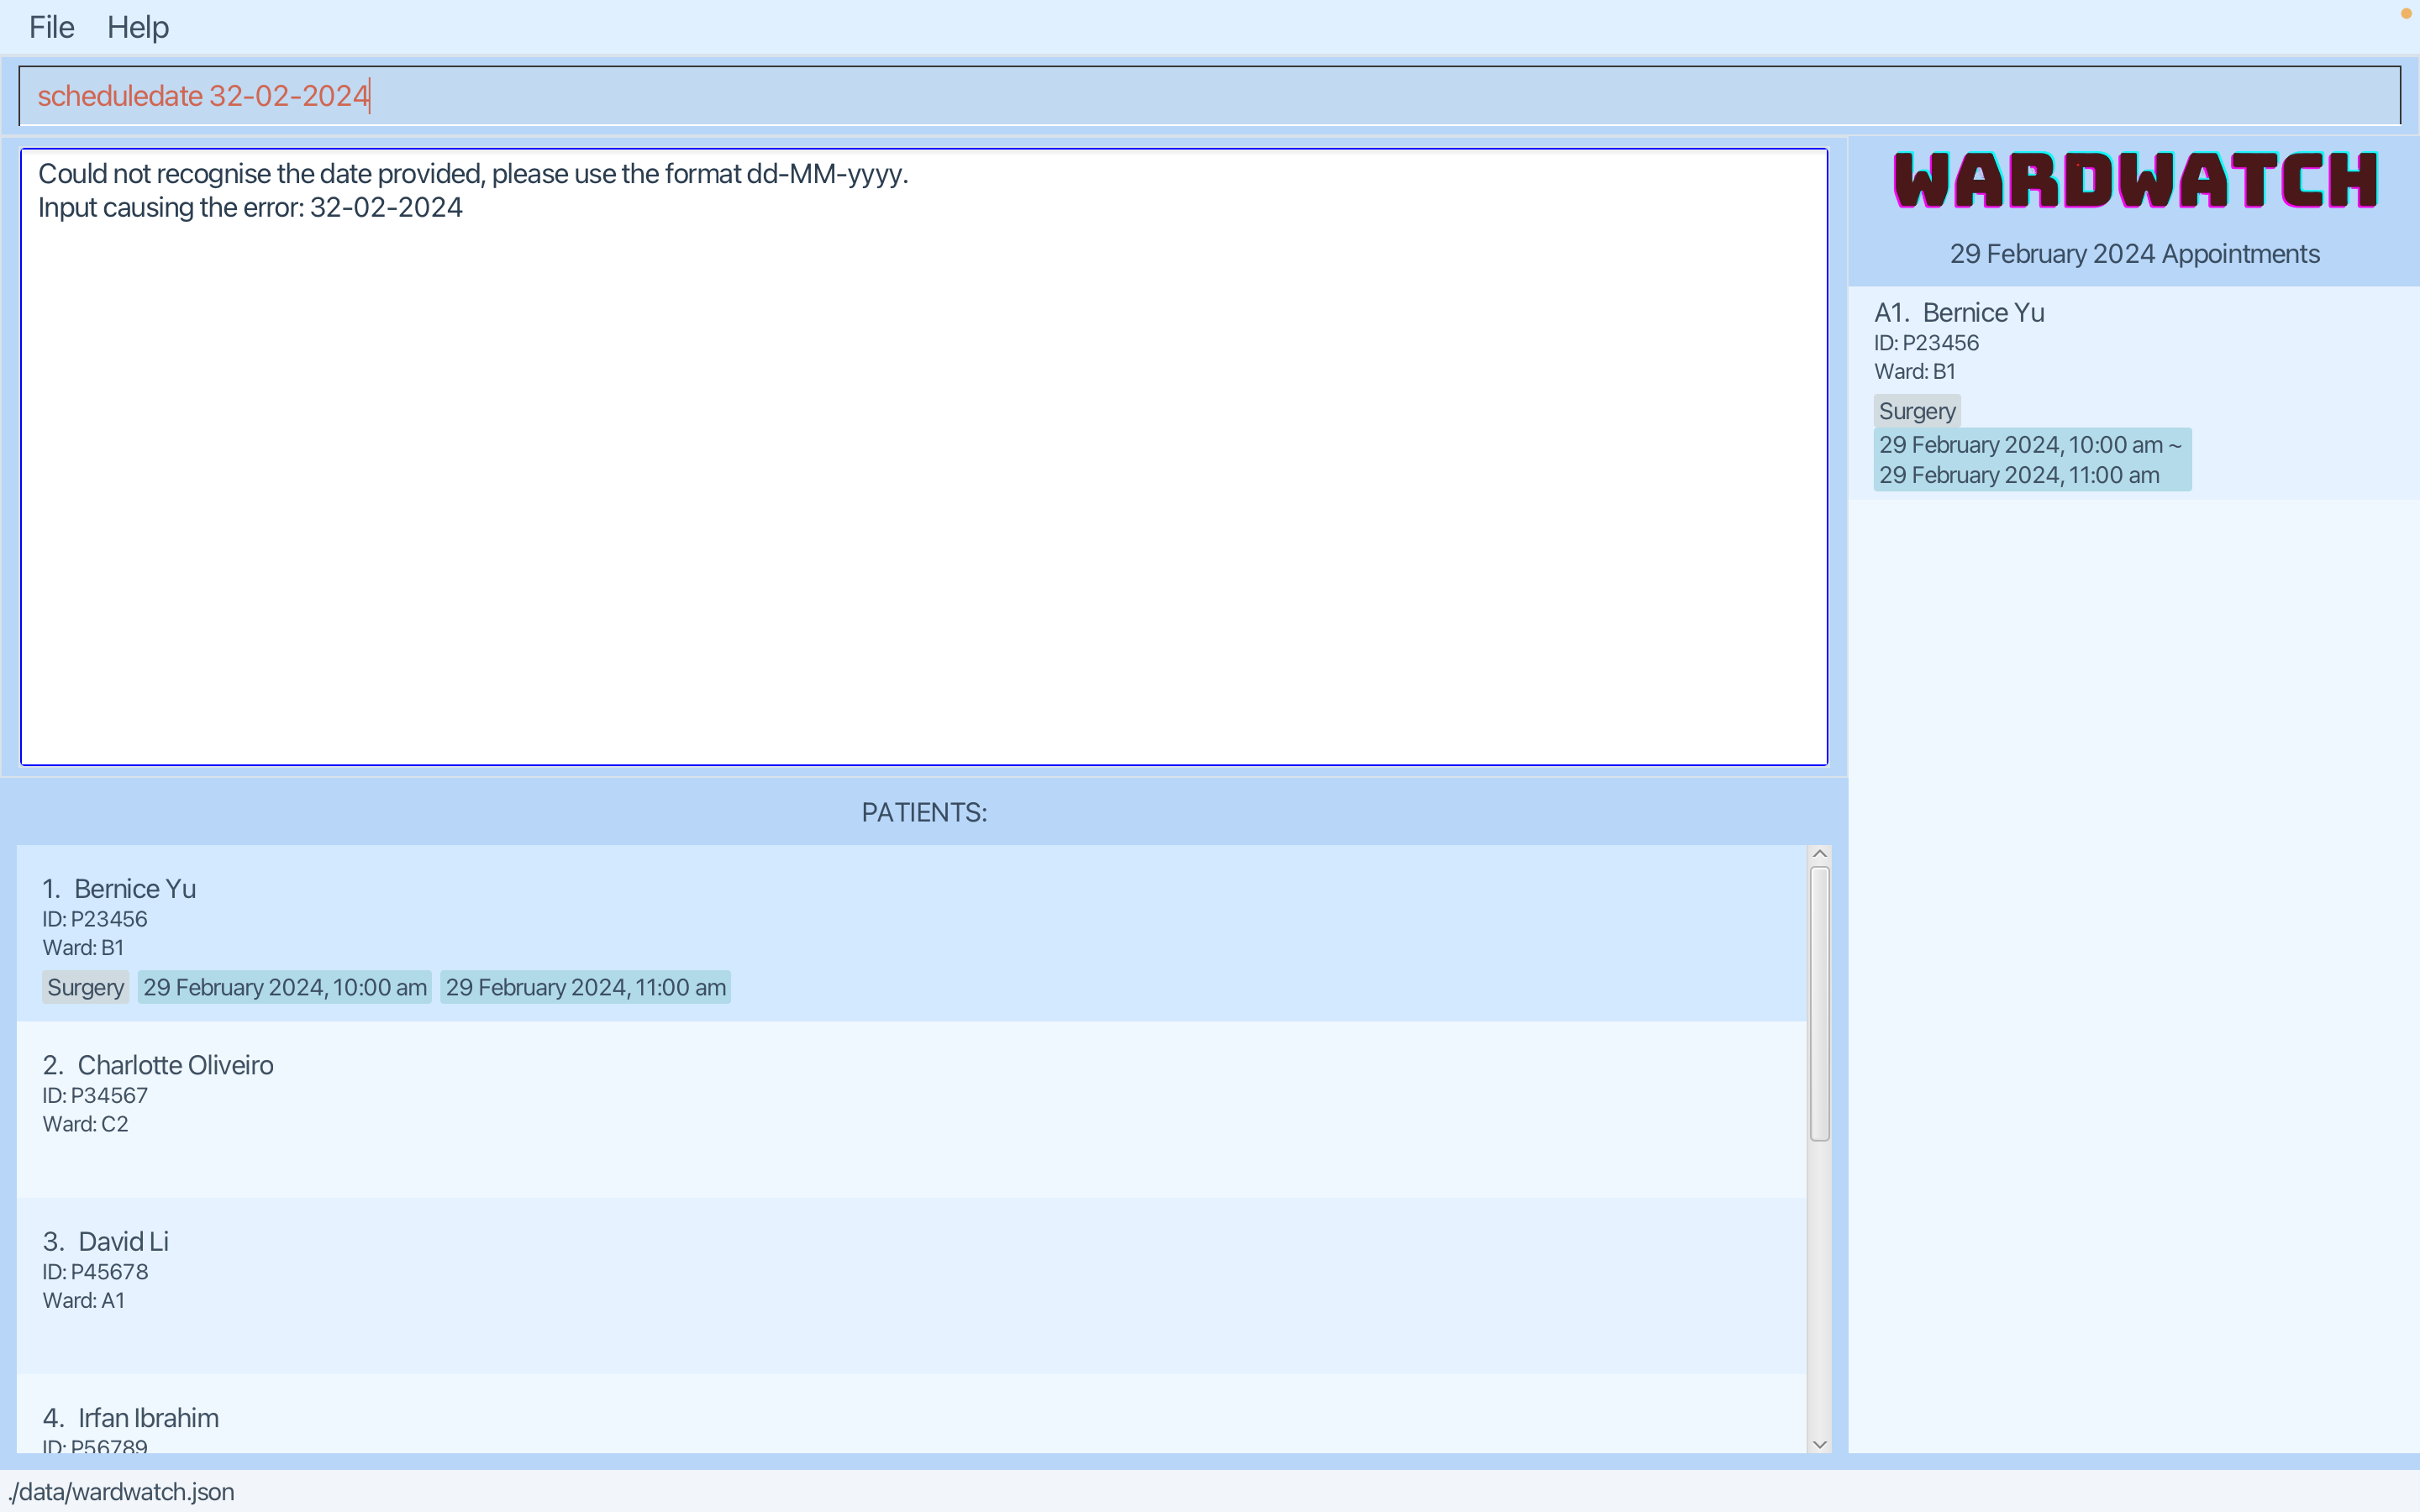 File Help
scheduledate 32-02-2024
Could not recognise the date provided, please use the format dd-MM-yyyy.
Input causing the error: 32-02-2024
WARDWATCH
29 February 2024 Appointments
A1. Bernice Yu
ID: P23456
Ward: B1
Surgery
29 February 2024, 10:00 am ~
29 February 2024, 11:00 am
PATIENTS:
1. Bernice Yu
ID: P23456
Ward: B1
Surgery 29 February 2024, 10:00 am 29 February 2024, 11:00 am
2. Charlotte Oliveiro
ID: P34567
Ward: C2
3. David Li
ID: P45678
Ward: A1
4. Irfan Ibrahim
ID: P56789
./data/wardwatch.json